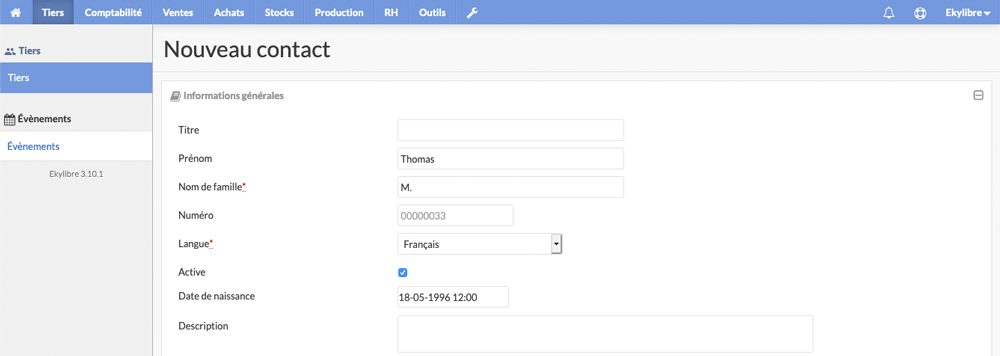 Tiers Comptabilité Ventes Achats Stocks Production RH Outils Ekylibre
Tiers
Tiers
Évènements
Évènements
Ekylibre 3.10.1
Nouveau contact
Informations générales
Titre
Prénom Thomas
Nom de famille* M.
Numéro 00000033
Langue* Français
Active
Date de naissance 18-05-1996 12:00
Description